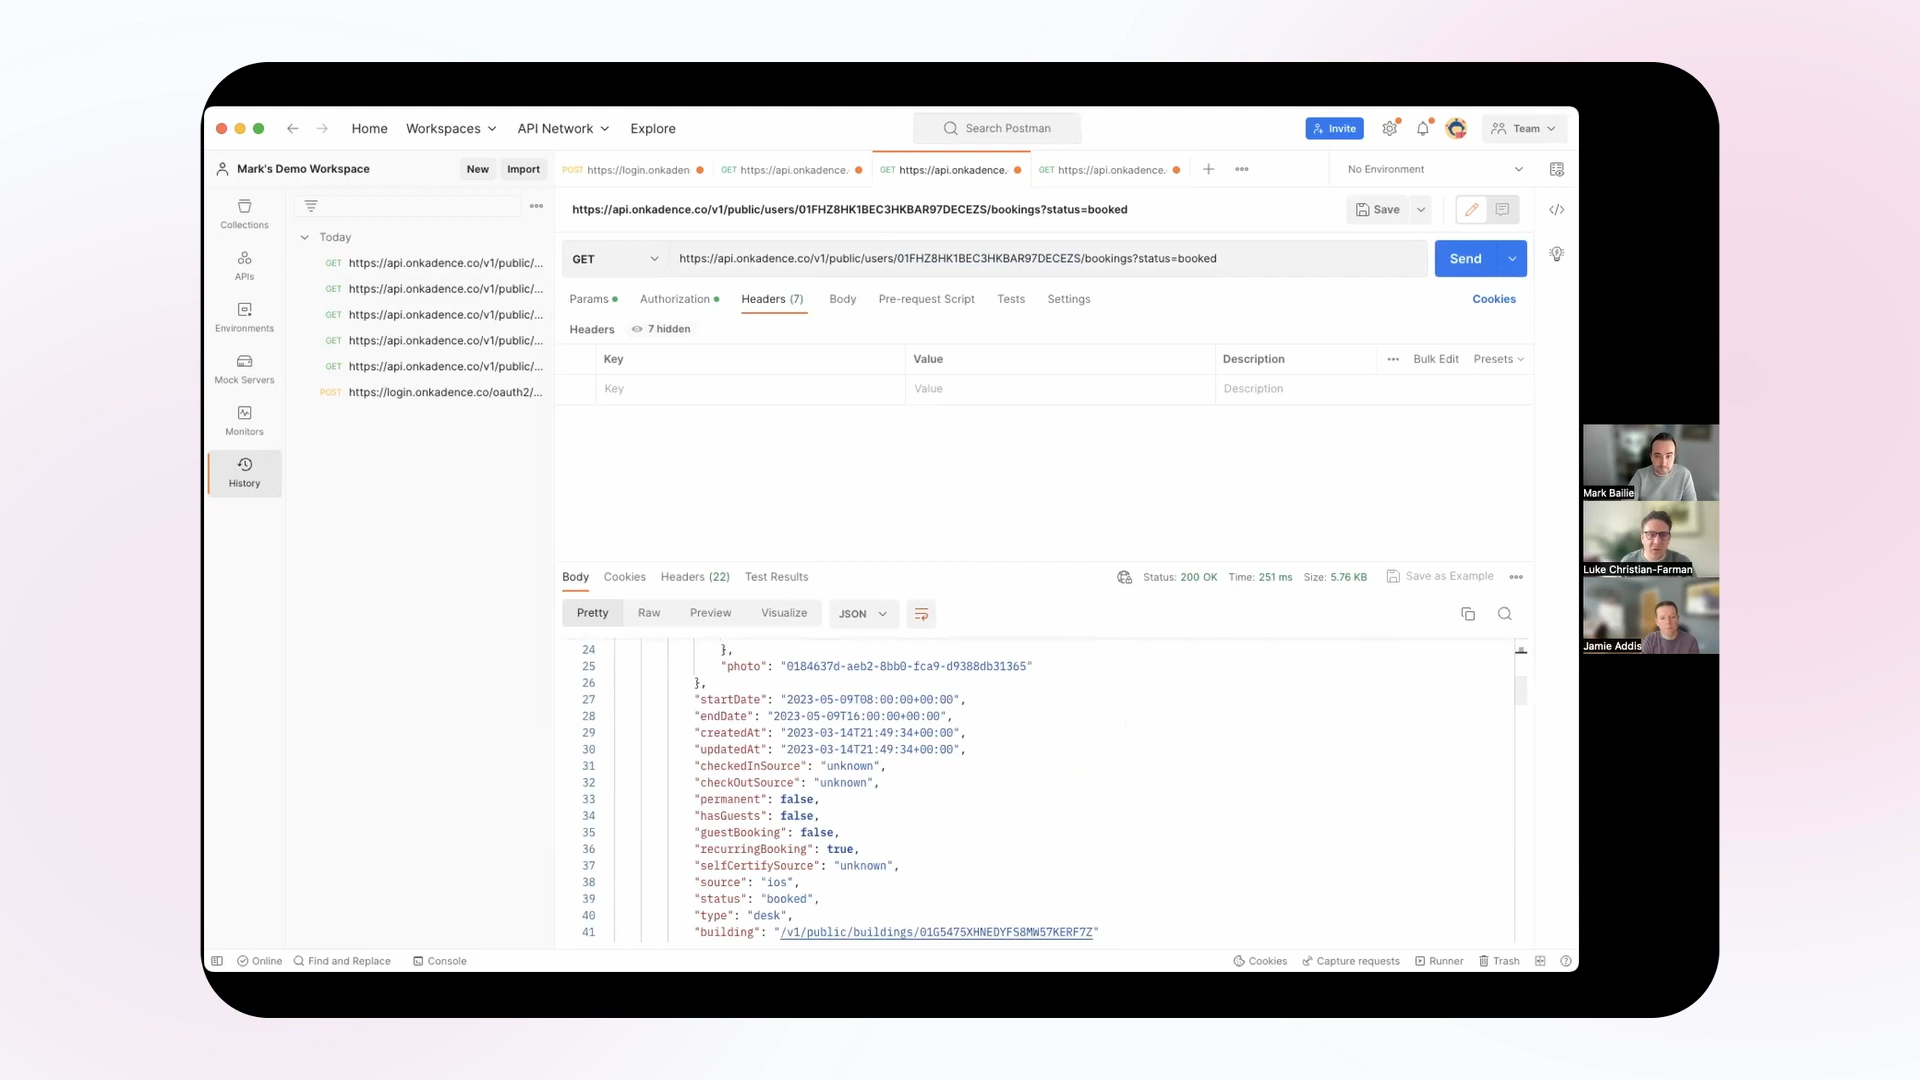 Home Workspaces API Network Explore Search Postman Invite Team
Mark's Demo Workspace New Import POST https://login.onkaden GET https://api.onkadence. GET https://api.onkadence. GET https://api.onkadence. No Environment
https://api.onkadence.co/v1/public/users/01FHZ8HK1BEC3HKBAR97DECEZS/bookings?status=booked Save
Collections
APIs
Environments
Mock Servers
Monitors
History
Today
GET https://api.onkadence.co/v1/public/...
GET https://api.onkadence.co/v1/public/...
GET https://api.onkadence.co/v1/public/...
GET https://api.onkadence.co/v1/public/...
GET https://api.onkadence.co/v1/public/...
POST https://login.onkadence.co/oauth2/...
GET https://api.onkadence.co/v1/public/users/01FHZ8HK1BEC3HKBAR97DECEZS/bookings?status=booked Send
Params Authorization Headers (7) Body Pre-request Script Tests Settings Cookies
Headers 7 hidden
Key Value Description Bulk Edit Presets
Key Value Description
Body Cookies Headers (22) Test Results Status: 200 OK Time: 251 ms Size: 5.76 KB Save as Example
Pretty Raw Preview Visualize JSON
24 },
25 "photo": "0184637d-aeb2-8bb0-fca9-d9388db31365"
26 },
27 "startDate": "2023-05-09T08:00:00+00:00",
28 "endDate": "2023-05-09T16:00:00+00:00",
29 "createdAt": "2023-03-14T21:49:34+00:00",
30 "updatedAt": "2023-03-14T21:49:34+00:00",
31 "checkedInSource": "unknown",
32 "checkOutSource": "unknown",
33 "permanent": false,
34 "hasGuests": false,
35 "guestBooking": false,
36 "recurringBooking": true,
37 "selfCertifySource": "unknown",
38 "source": "ios",
39 "status": "booked",
40 "type": "desk",
41 "building": "/v1/public/buildings/01G5475XHNEDYFS8MW57KERF7Z"
Online Find and Replace Console Cookies Capture requests Runner Trash
Mark Bailie
Luke Christian-Farman
Jamie Addis